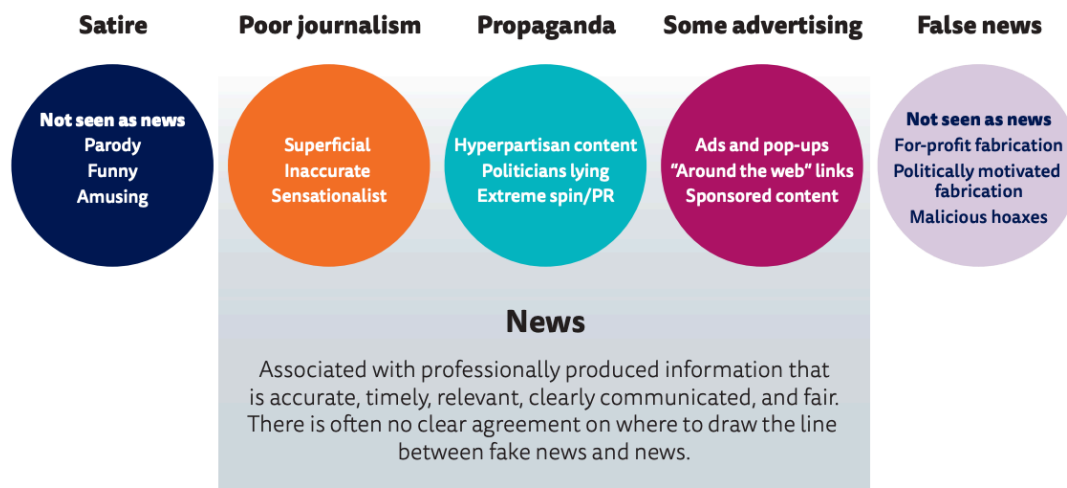 Satire
Poor journalism
Propaganda
Some advertising
False news
Not seen as news
Parody
Funny
Amusing
Superficial
Inaccurate
Sensationalist
Hyperpartisan content
Politicians lying
Extreme spin/PR
Ads and pop-ups
“Around the web” links
Sponsored content
Not seen as news
For-profit fabrication
Politically motivated
fabrication
Malicious hoaxes
News
Associated with professionally produced information that
is accurate, timely, relevant, clearly communicated, and fair.
There is often no clear agreement on where to draw the line
between fake news and news.